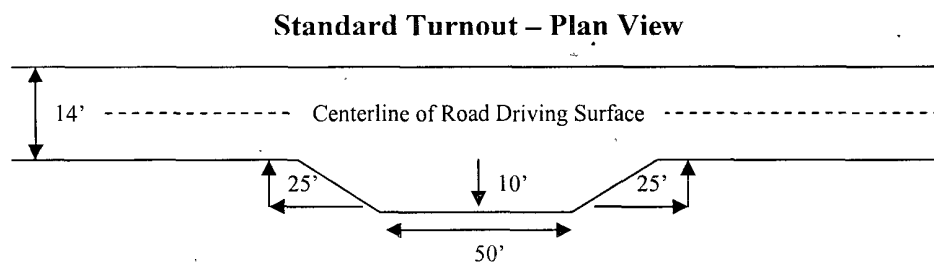 Standard Turnout – Plan View
14’
Centerline of Road Driving Surface
25’
10’
25’
50’